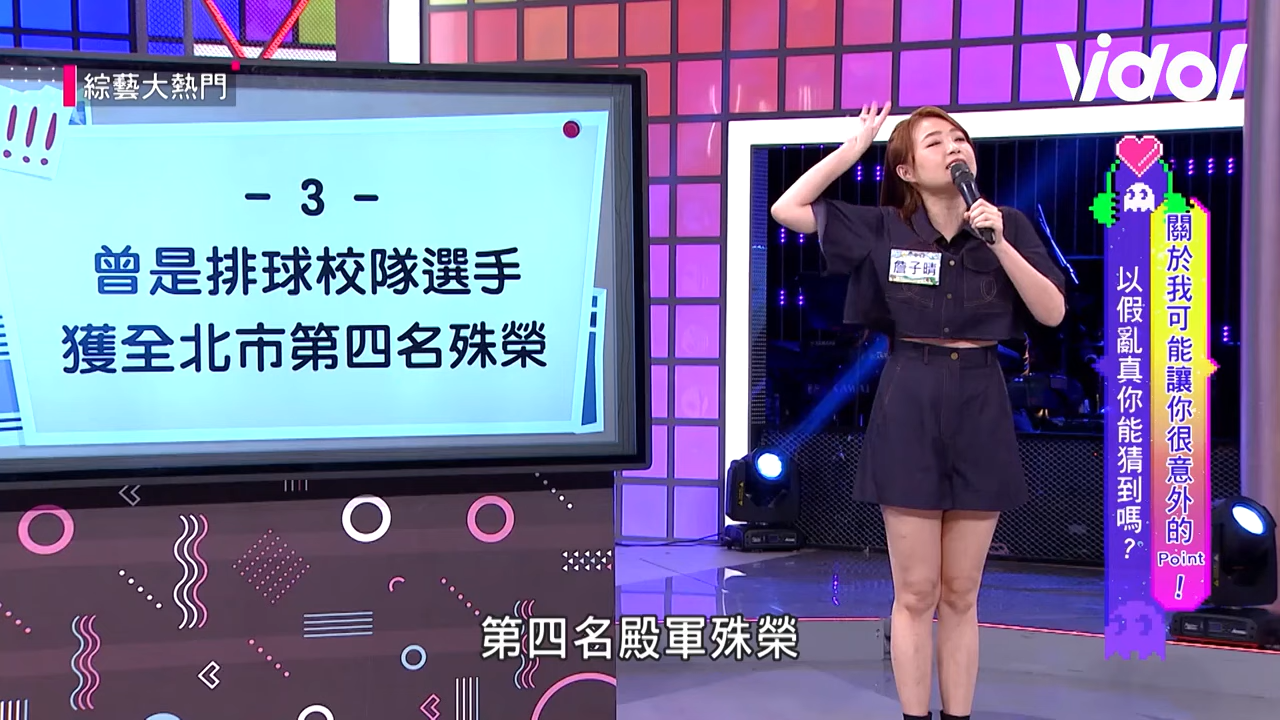 綜藝大熱門
vidol
!!!
- 3 -
曾是排球校隊選手
獲全北市第四名殊榮
詹子晴
關於我可能讓你很意外的Point!
以假亂真你能猜到嗎?
第四名殿軍殊榮